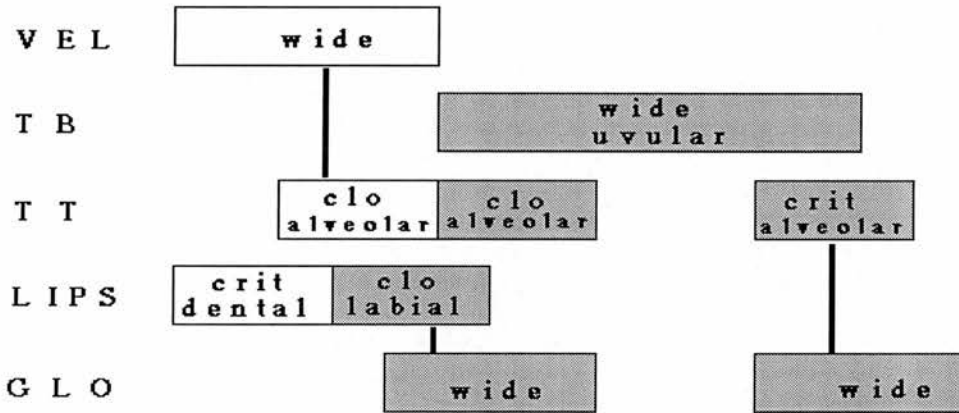 VEL wide
TB wide
uvular
TT clo clo crit
alveolar alveolar alveolar
LIPS crit clo
dental labial
GLO wide wide